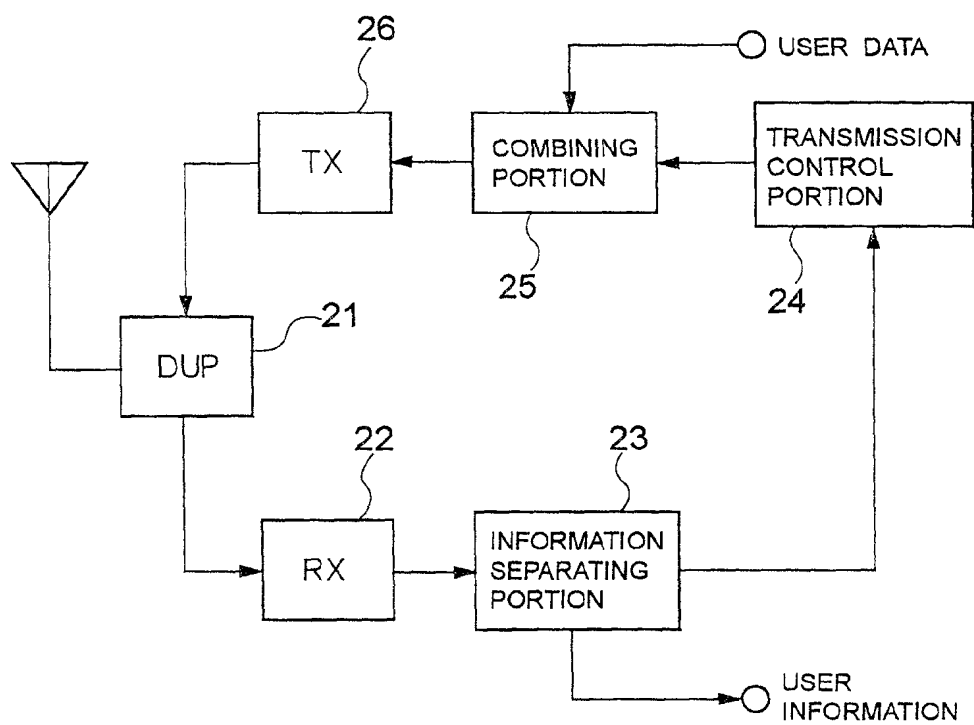 26
USER DATA
TX
COMBINING
PORTION
TRANSMISSION
CONTROL
PORTION
25
24
21
DUP
22
23
RX
INFORMATION
SEPARATING
PORTION
USER
INFORMATION